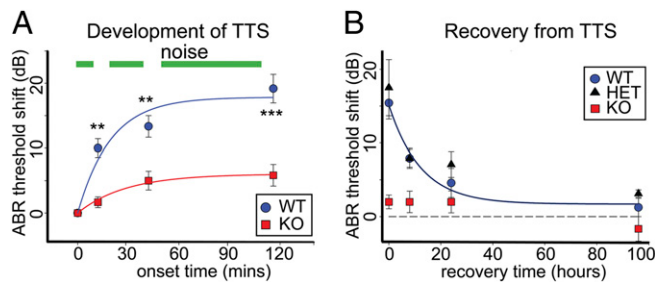 A
Development of TTS
noise
ABR threshold shift (dB)
20
10
0
**
**
***
WT
KO
0
30
60
90
120
onset time (mins)
B
Recovery from TTS
ABR threshold shift (dB)
20
10
0
WT
HET
KO
0
20
40
60
80
100
recovery time (hours)